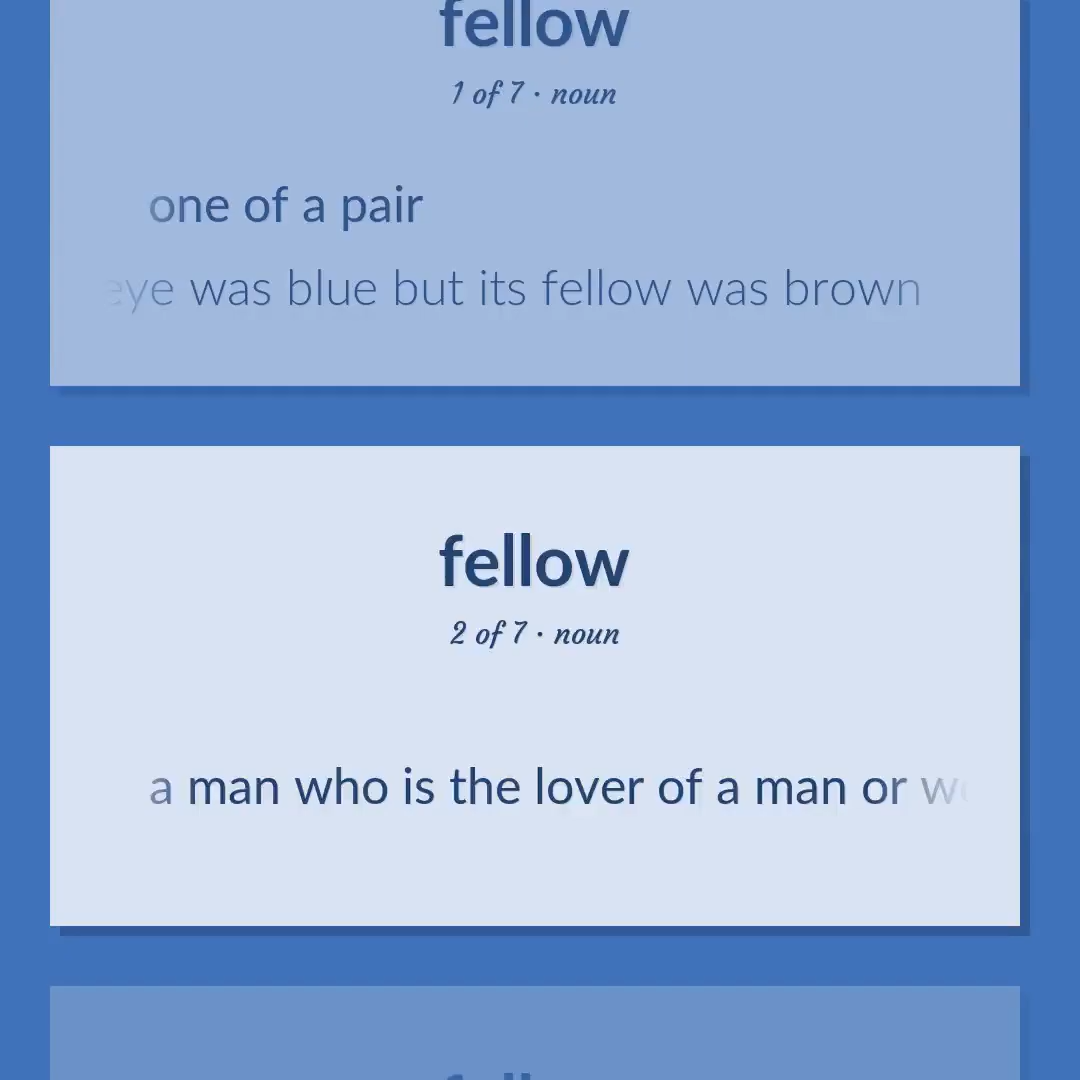 fellow
1 of 7 · noun
one of a pair
eye was blue but its fellow was brown
fellow
2 of 7 · noun
a man who is the lover of a man or